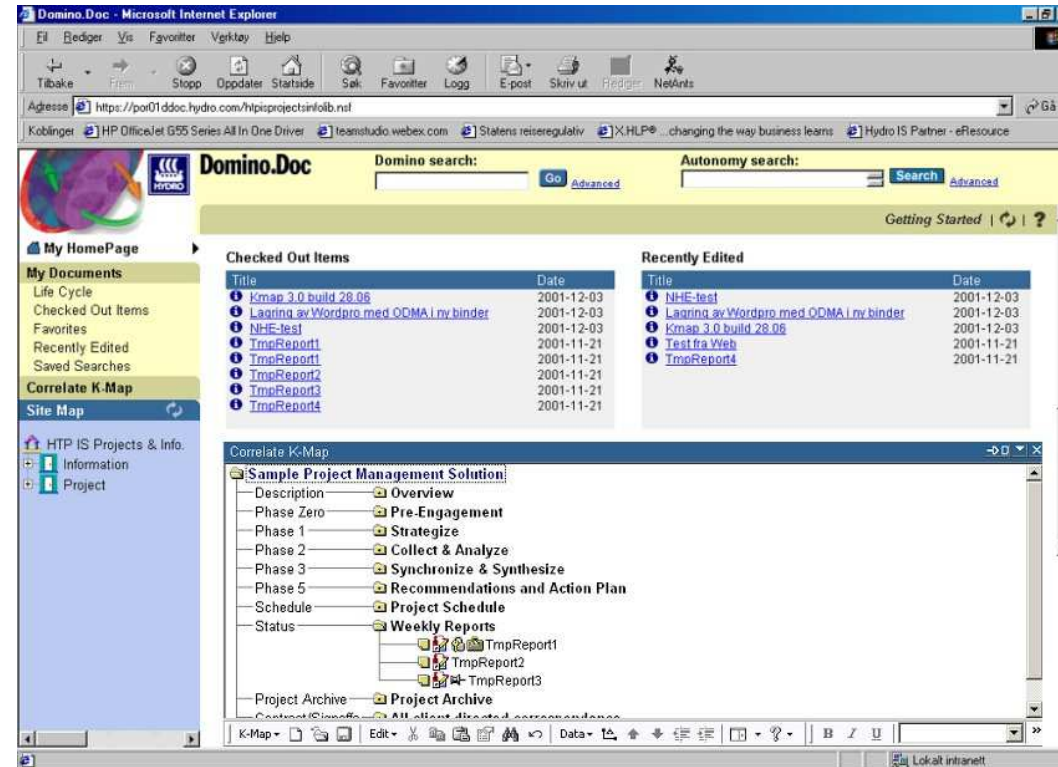 Domino.Doc - Microsoft Internet Explorer
Fil Rediger Vis Favoritter Verktøy Hjelp
Tilbake Frem Stopp Oppdater Startside Søk Favoritter Logg E-post Skriv ut Rediger NetAnts
Adresse https://por01ddoc.hydro.com/htpisprojectsinfolib.nsf Gå
Koblinger HP OfficeJet G55 Series All In One Driver teamstudio.webex.com Statens reiseregulativ X.HLP® ...changing the way business learns Hydro IS Partner - eResource
HYDRO
Domino.Doc
Domino search:
Go Advanced
Autonomy search:
Search Advanced
Getting Started | | ?
My HomePage
My Documents
Life Cycle
Checked Out Items
Favorites
Recently Edited
Saved Searches
Correlate K-Map
Site Map
HTP IS Projects & Info.
Information
Project
Checked Out Items
Title Date
Kmap 3.0 build 28.06 2001-12-03
Lagring av Wordpro med ODMA i ny binder 2001-12-03
NHE-test 2001-12-03
TmpReport1 2001-11-21
TmpReport1 2001-11-21
TmpReport2 2001-11-21
TmpReport3 2001-11-21
TmpReport4 2001-11-21
Recently Edited
Title Date
NHE-test 2001-12-03
Lagring av Wordpro med ODMA i ny binder 2001-12-03
Kmap 3.0 build 28.06 2001-12-03
Test fra Web 2001-11-21
TmpReport4 2001-11-21
Correlate K-Map
Sample Project Management Solution
Description Overview
Phase Zero Pre-Engagement
Phase 1 Strategize
Phase 2 Collect & Analyze
Phase 3 Synchronize & Synthesize
Phase 5 Recommendations and Action Plan
Schedule Project Schedule
Status Weekly Reports
TmpReport1
TmpReport2
TmpReport3
Project Archive Project Archive
Contract/Signoffs All client directed correspondence
K-Map Edit Data B I U »
Lokalt intranett